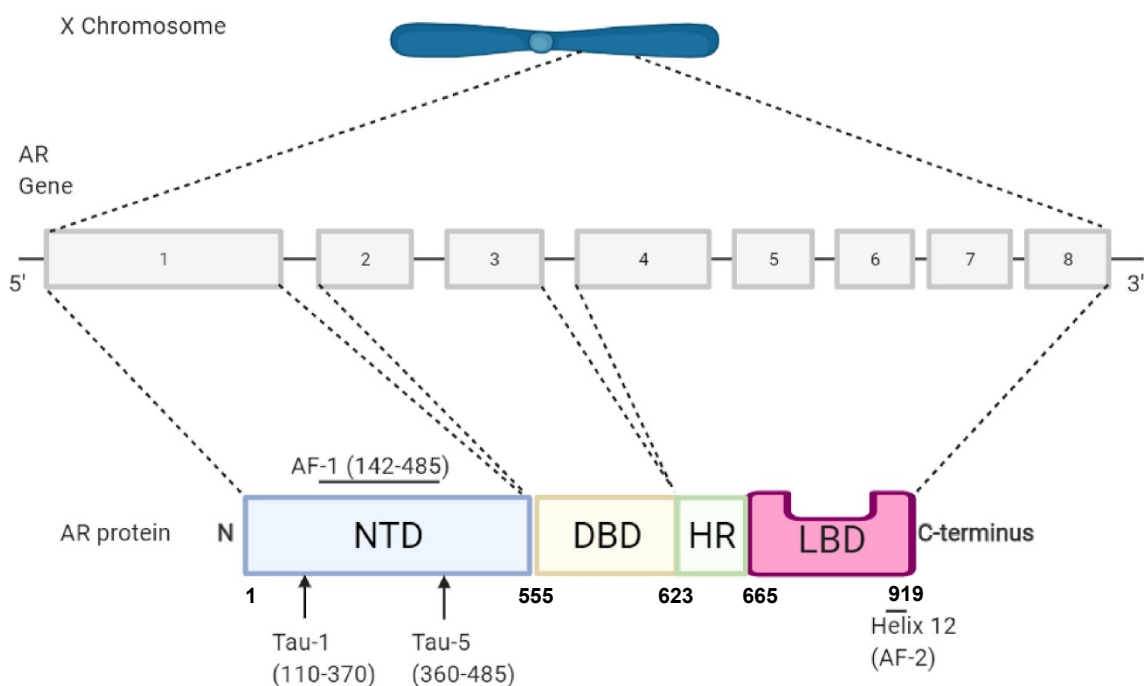 X Chromosome
AR
Gene
1 2 3 4 5 6 7 8
5' 3'
AF-1 (142-485)
AR protein N NTD DBD HR LBD C-terminus
1 555 623 665 919
Tau-1
(110-370)
Tau-5
(360-485)
Helix 12
(AF-2)